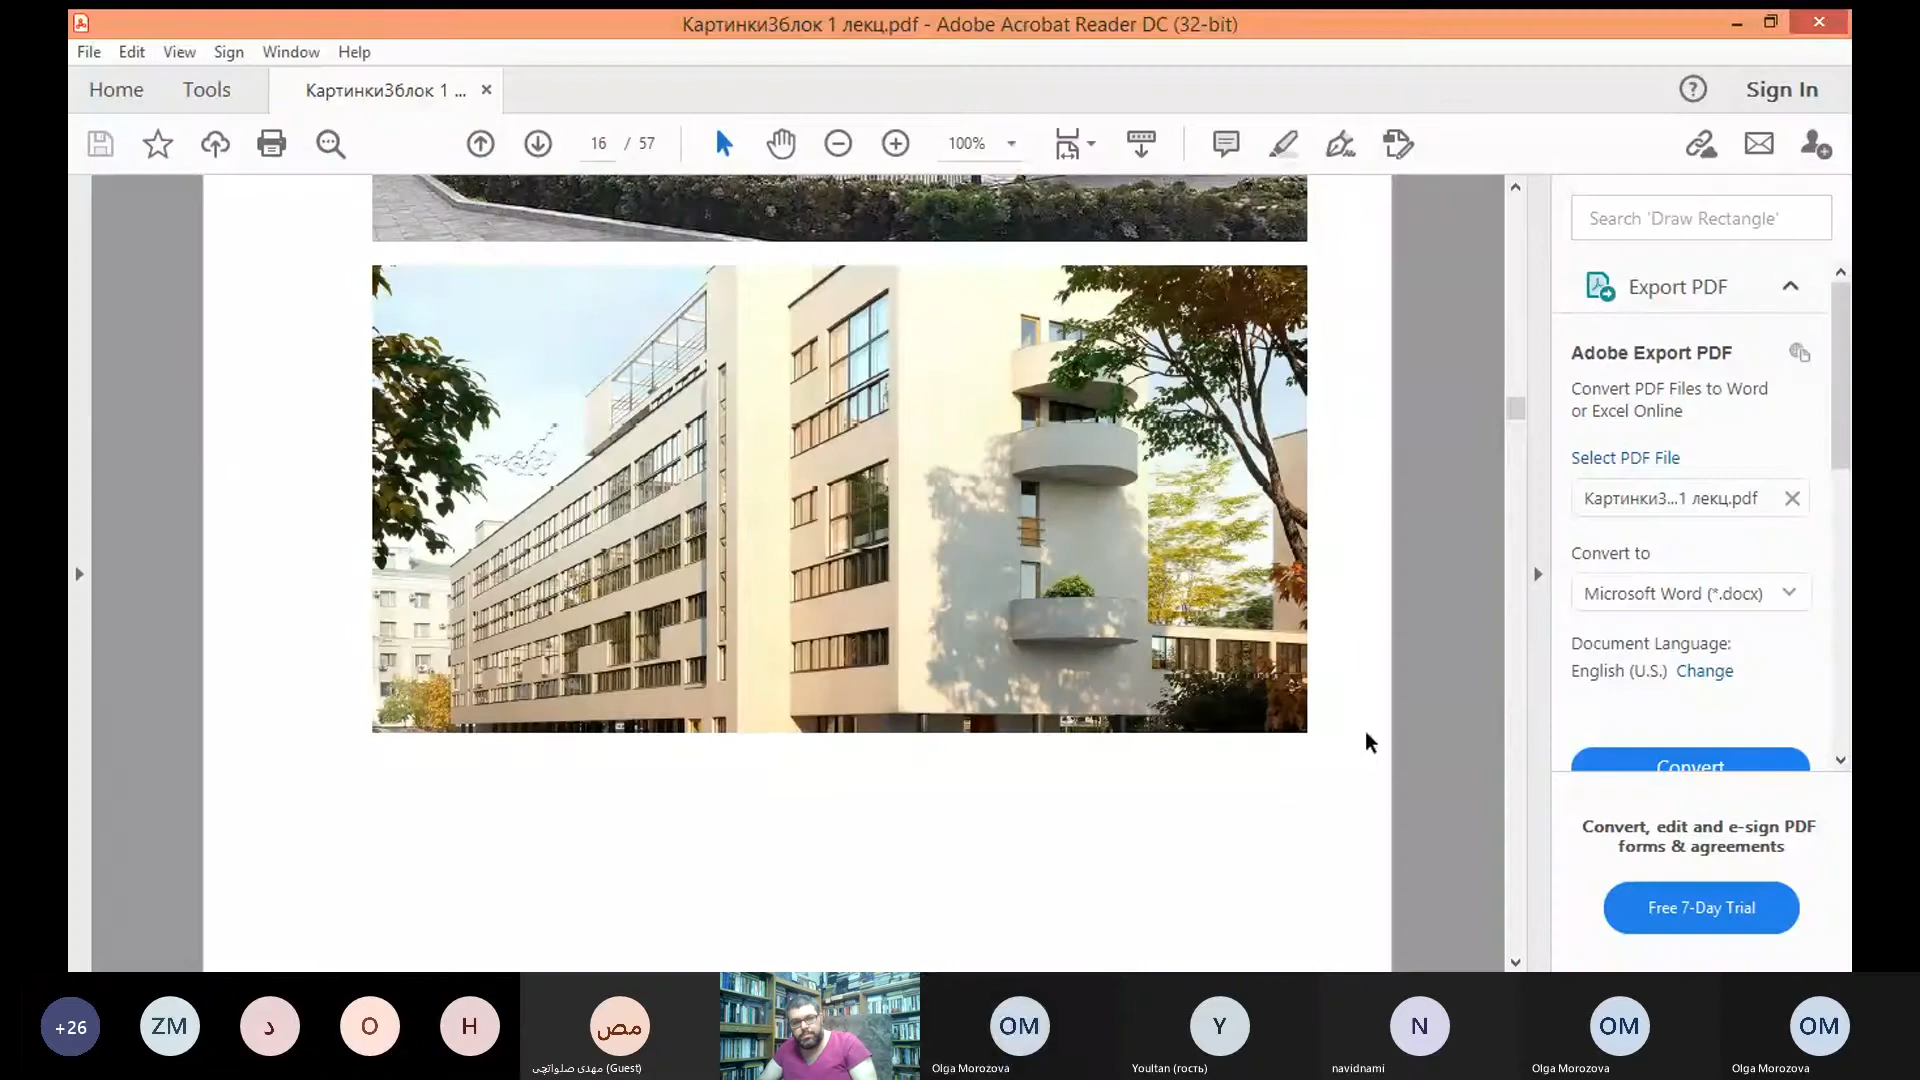 Картинки3блок 1 лекц.pdf - Adobe Acrobat Reader DC (32-bit)
File Edit View Sign Window Help
Home Tools Картинки3блок 1 ... Sign In
16 / 57 100%
Search 'Draw Rectangle'
Export PDF
Adobe Export PDF
Convert PDF Files to Word
or Excel Online
Select PDF File
Картинки3...1 лекц.pdf
Convert to
Microsoft Word (*.docx)
Document Language:
English (U.S.) Change
Convert
Convert, edit and e-sign PDF
forms & agreements
Free 7-Day Trial
+26 ZM د O H مص OM Y N OM OM
مهدی صلواتچی (Guest) Olga Morozova Youltan (гость) navidnami Olga Morozova Olga Morozova